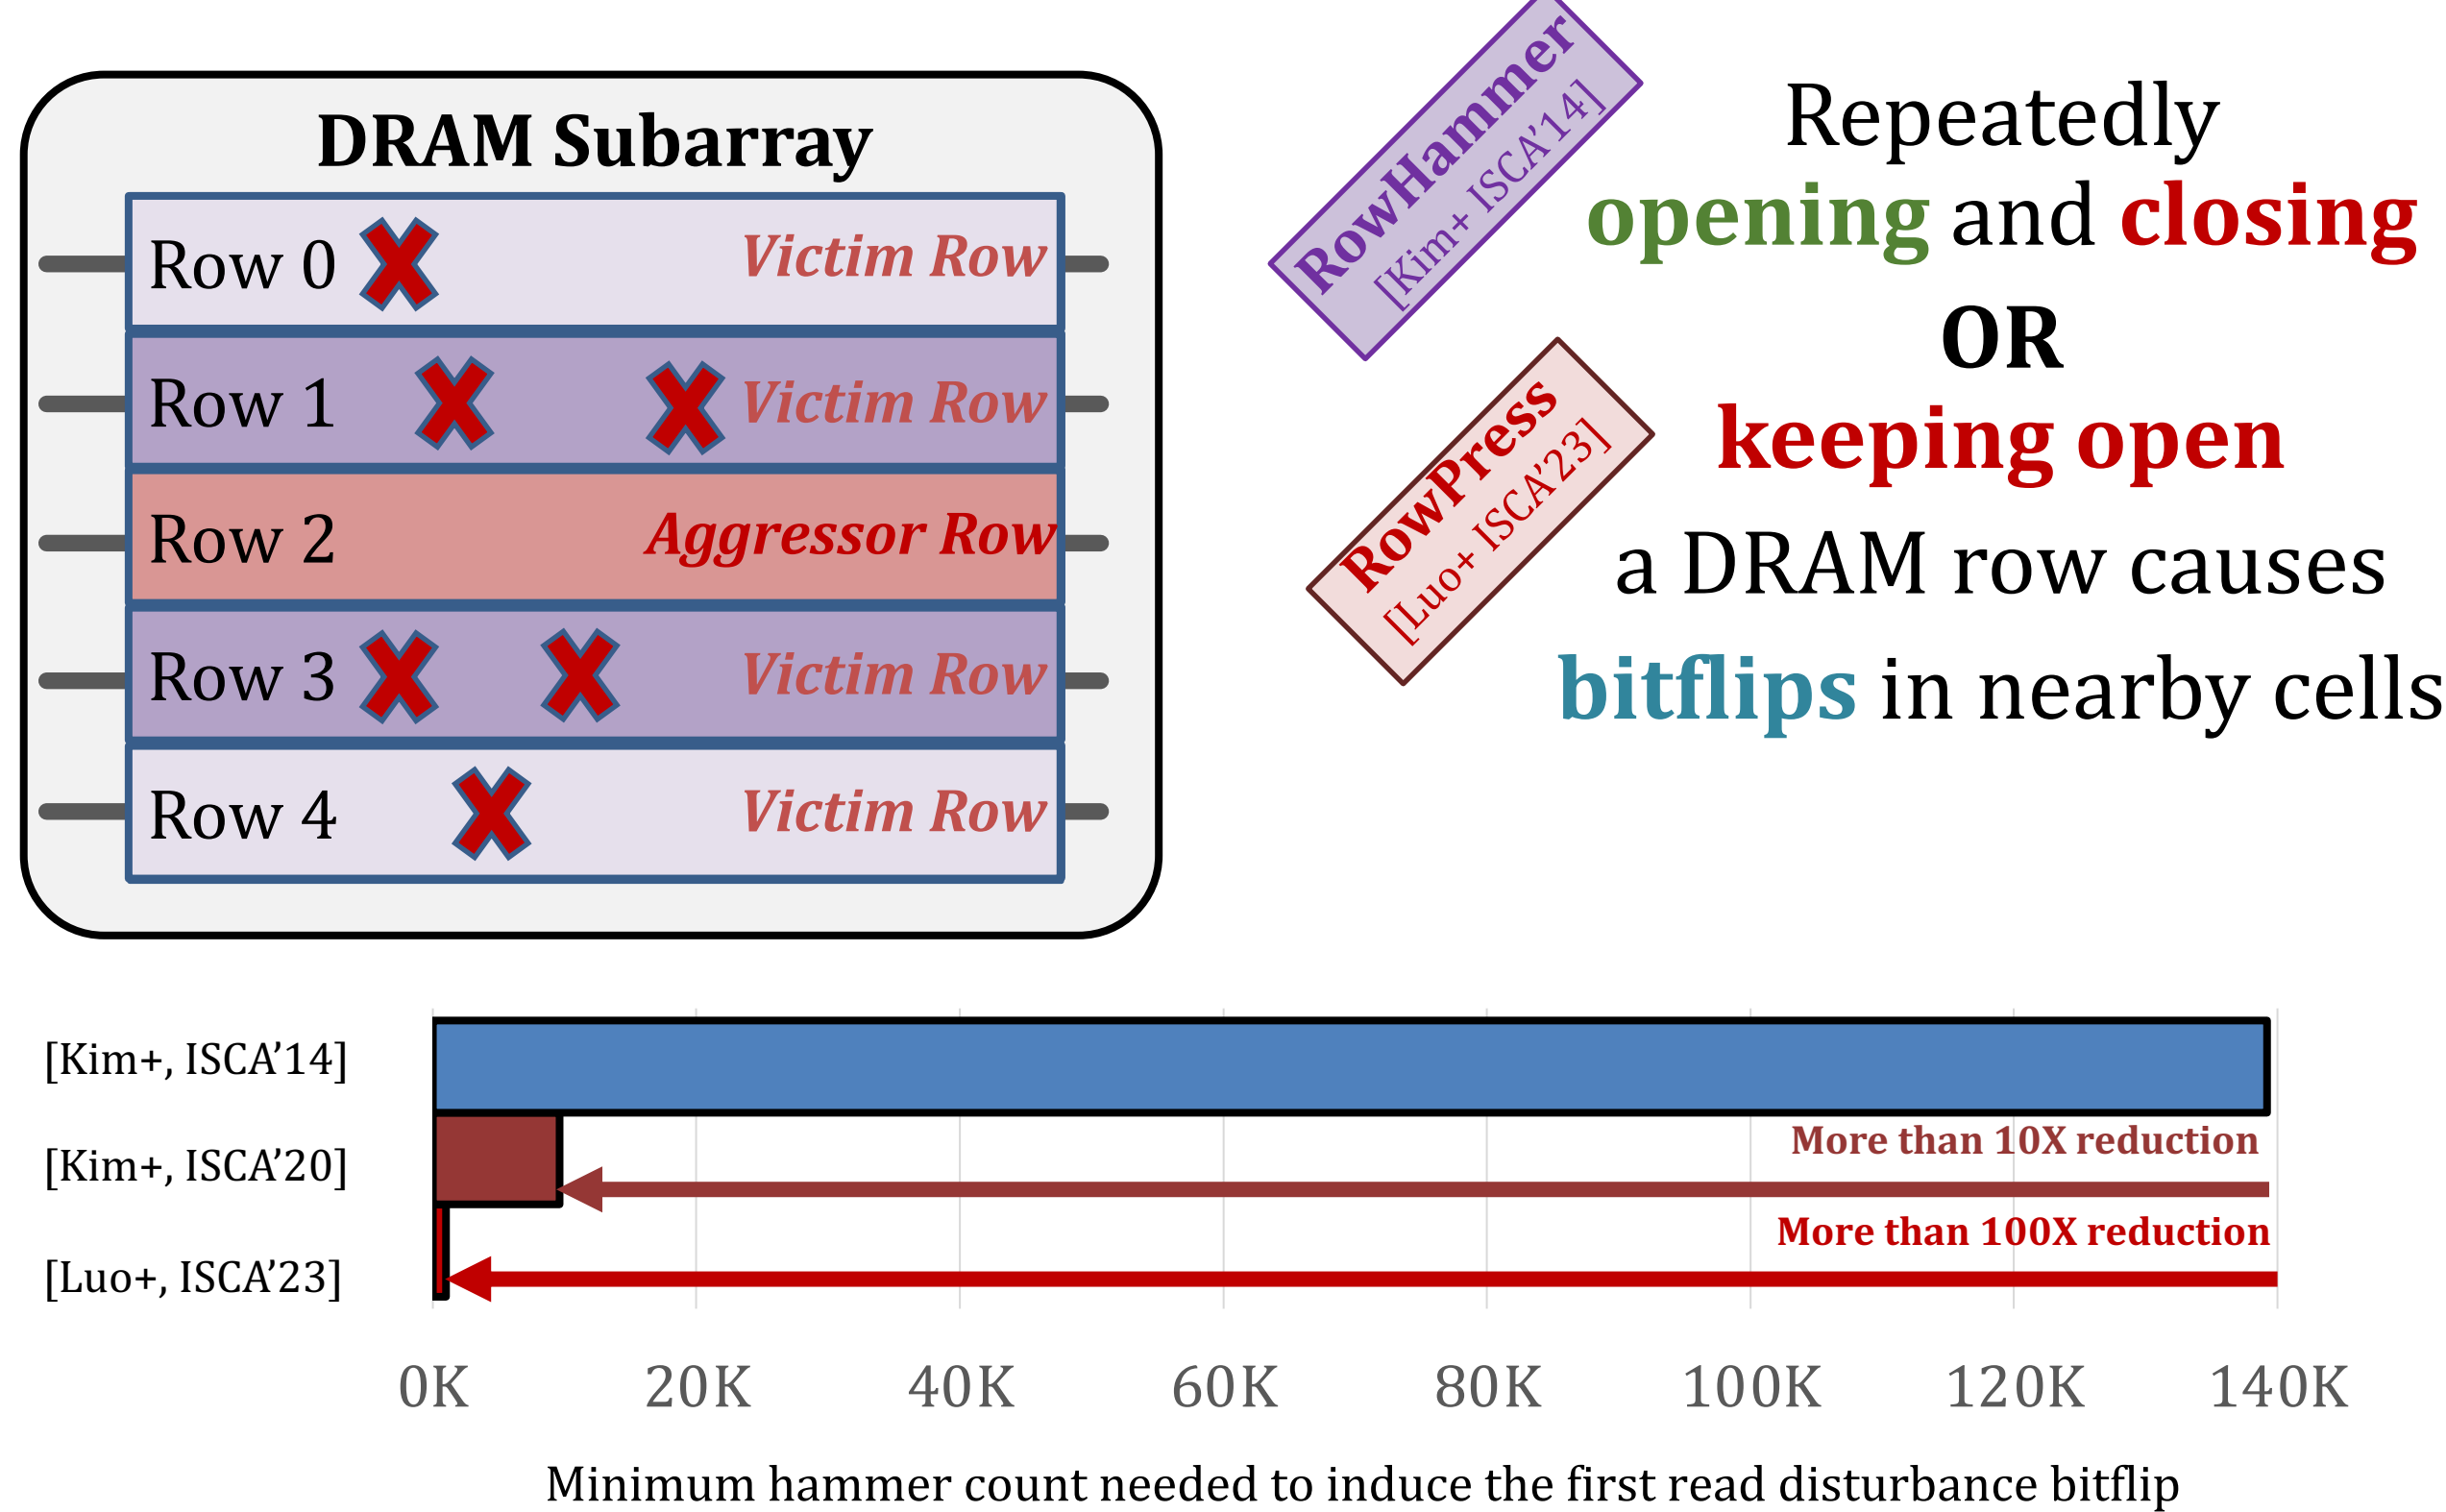 DRAM Subarray
Row 0 Victim Row
Row 1 Victim Row
Row 2 Aggressor Row
Row 3 Victim Row
Row 4 Victim Row
RowHammer
[Kim+ ISCA’14]
RowPress
[Luo+ ISCA’23]
Repeatedly
opening and closing
OR
keeping open
a DRAM row causes
bitflips in nearby cells
[Kim+, ISCA’14]
[Kim+, ISCA’20]
[Luo+, ISCA’23]
More than 10X reduction
More than 100X reduction
0K 20K 40K 60K 80K 100K 120K 140K
Minimum hammer count needed to induce the first read disturbance bitflip